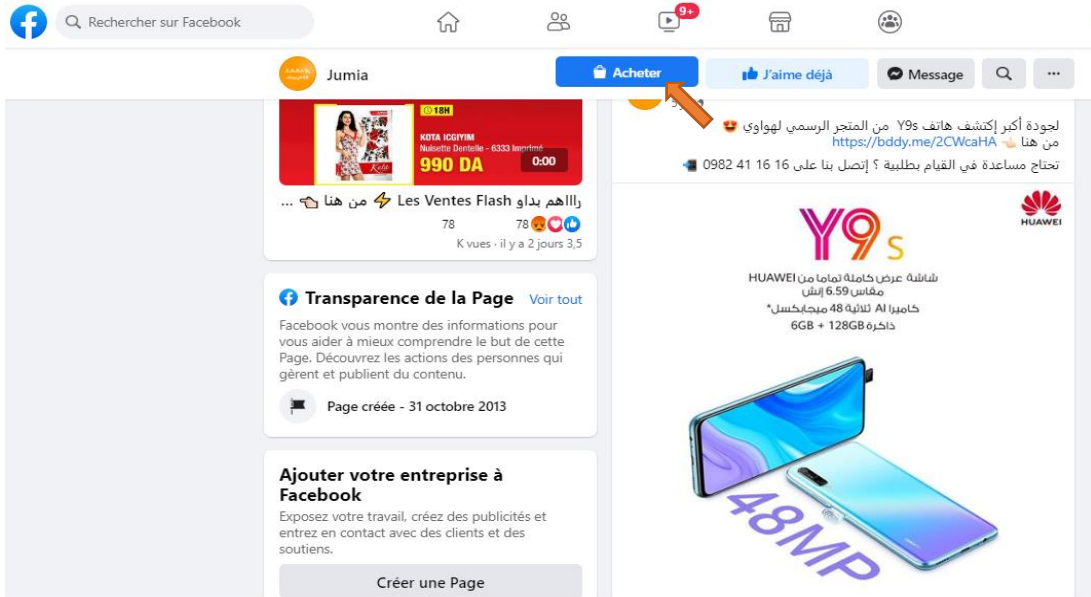 Rechercher sur Facebook
9+
Jumia
Acheter
J'aime déjà
Message
18H
KOTA ICGIYIM
Nuisette Dentelle - 6333 Imprimé
990 DA
0:00
راااهم بداو Les Ventes Flash ⚡ من هنا 👈 ...
78
78
K vues · il y a 2 jours 3,5
Transparence de la Page
Voir tout
Facebook vous montre des informations pour
vous aider à mieux comprendre le but de cette
Page. Découvrez les actions des personnes qui
gèrent et publient du contenu.
Page créée - 31 octobre 2013
Ajouter votre entreprise à
Facebook
Exposez votre travail, créez des publicités et
entrez en contact avec des clients et des
soutiens.
Créer une Page
لجودة أكبر إكتشف هاتف Y9s من المتجر الرسمي لهواوي 😍
من هنا 👈 https://bddy.me/2CWcaHA
تحتاج مساعدة في القيام بطلبية ؟ إتصل بنا على 16 16 41 0982 📲
HUAWEI
Y9s
شاشة عرض كاملة تماما من HUAWEI
مقاس 6.59 إنش
كاميرا AI ثلاثية 48 ميجابكسل*
ذاكرة 6GB + 128GB
48MP